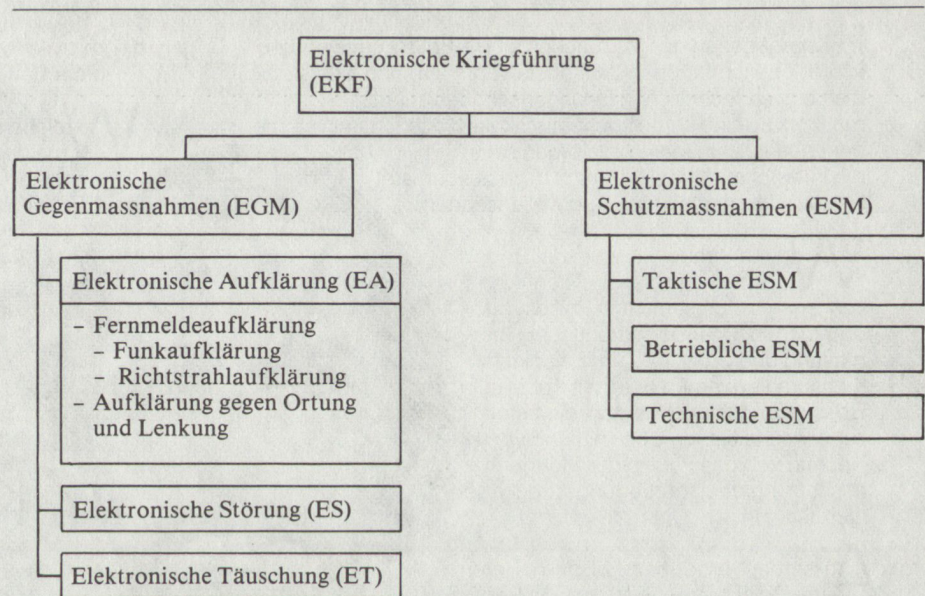 Elektronische Kriegführung
(EKF)
Elektronische
Gegenmassnahmen (EGM)
Elektronische Aufklärung (EA)
– Fernmeldeaufklärung
– Funkaufklärung
– Richtstrahlaufklärung
– Aufklärung gegen Ortung
und Lenkung
Elektronische Störung (ES)
Elektronische Täuschung (ET)
Elektronische
Schutzmassnahmen (ESM)
Taktische ESM
Betriebliche ESM
Technische ESM